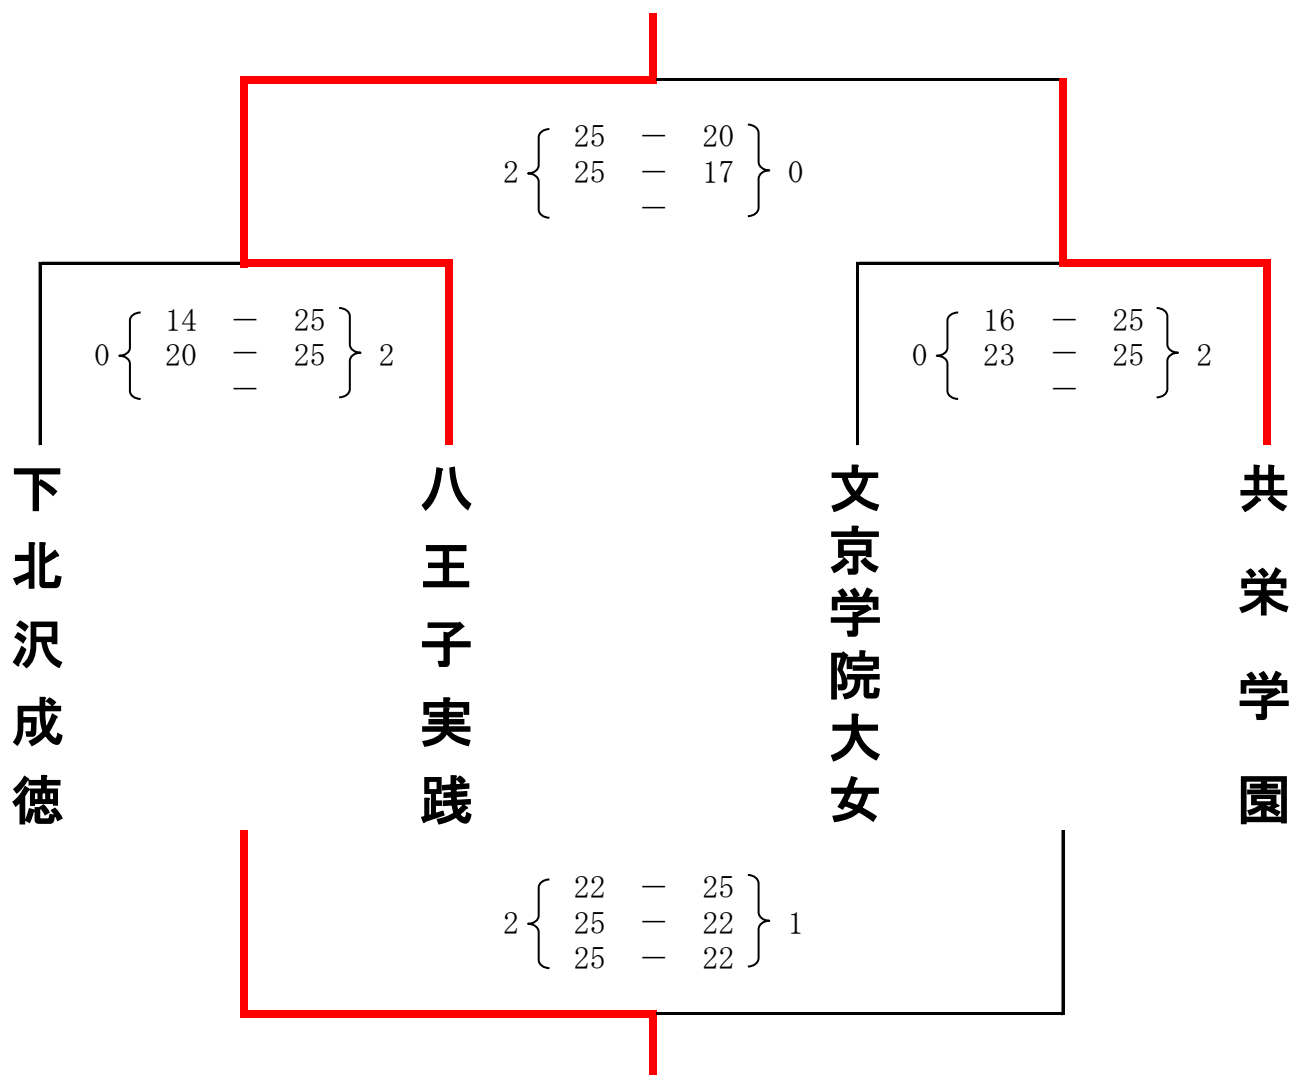 25 － 20
2 { 25 － 17 } 0
－
14 － 25
0 { 20 － 25 } 2
－
16 － 25
0 { 23 － 25 } 2
－
下北沢成徳
八王子実践
文京学院大女
共栄学園
22 － 25
2 { 25 － 22 } 1
25 － 22